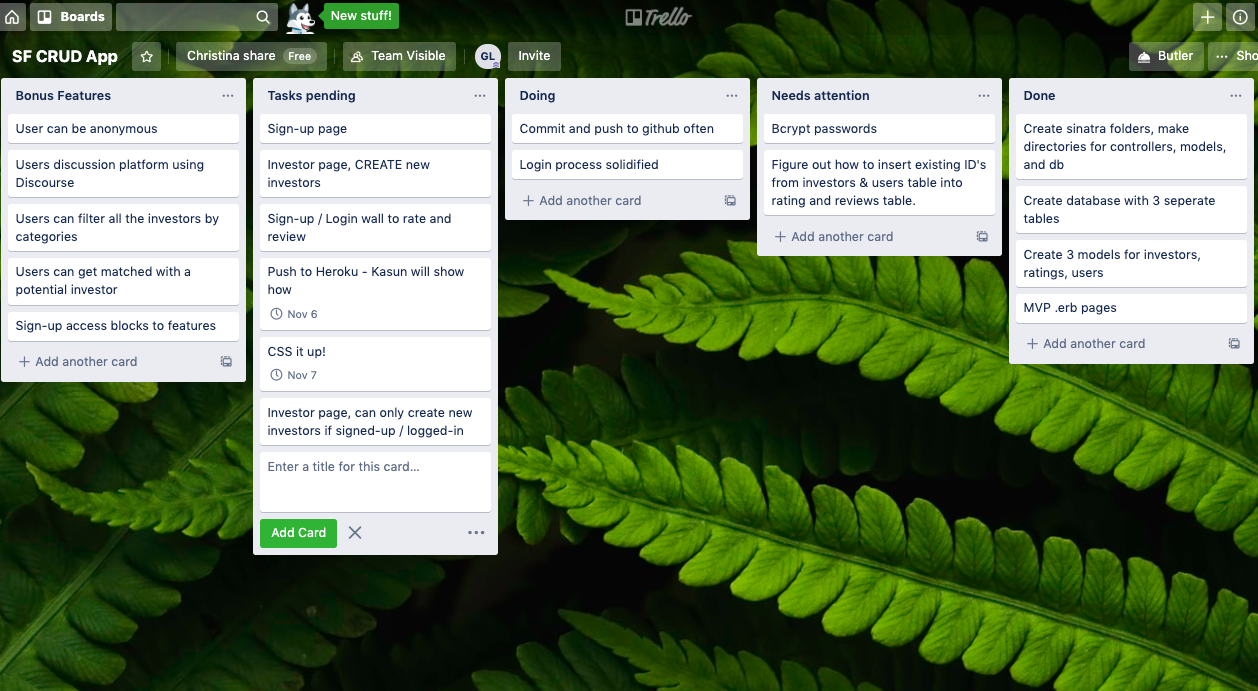 Boards
New stuff!
Trello
SF CRUD App
Christina share Free
Team Visible
GL
Invite
Butler
... Sho
Bonus Features ...
User can be anonymous
Users discussion platform using
Discourse
Users can filter all the investors by
categories
Users can get matched with a
potential investor
Sign-up access blocks to features
+ Add another card
Tasks pending ...
Sign-up page
Investor page, CREATE new
investors
Sign-up / Login wall to rate and
review
Push to Heroku - Kasun will show
how
Nov 6
CSS it up!
Nov 7
Investor page, can only create new
investors if signed-up / logged-in
Enter a title for this card...
Add Card
Doing ...
Commit and push to github often
Login process solidified
+ Add another card
Needs attention ...
Bcrypt passwords
Figure out how to insert existing ID's
from investors & users table into
rating and reviews table.
+ Add another card
Done ...
Create sinatra folders, make
directories for controllers, models,
and db
Create database with 3 seperate
tables
Create 3 models for investors,
ratings, users
MVP .erb pages
+ Add another card